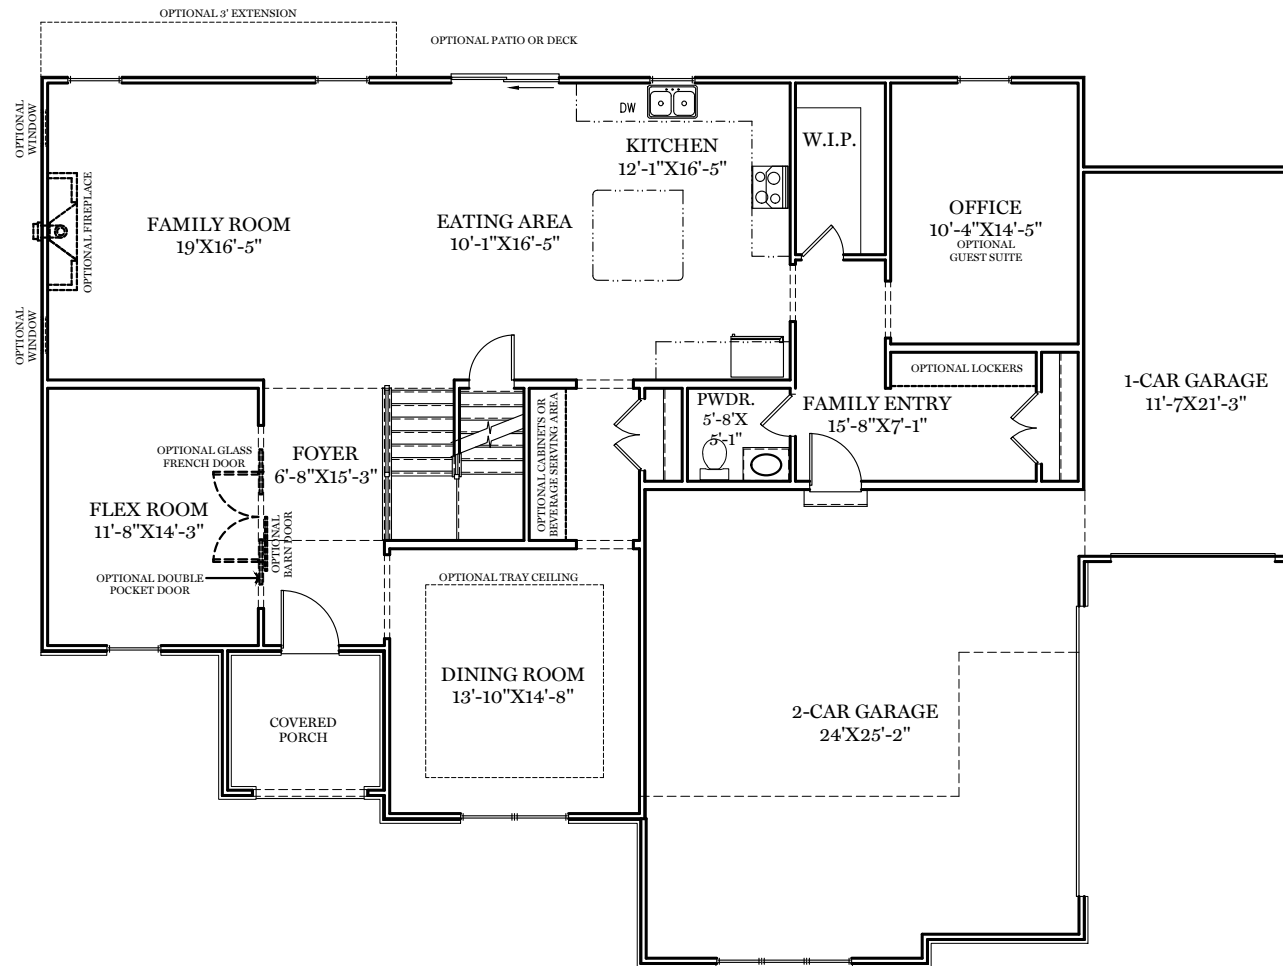 OPTIONAL 3' EXTENSION
OPTIONAL PATIO OR DECK
OPTIONAL
WINDOW
DW
KITCHEN
12'-1"X16'-5"
W.I.P.
OPTIONAL FIREPLACE
FAMILY ROOM
19'X16'-5"
EATING AREA
10'-1"X16'-5"
OFFICE
10'-4"X14'-5"
OPTIONAL
GUEST SUITE
OPTIONAL
WINDOW
OPTIONAL LOCKERS
1-CAR GARAGE
11'-7X21'-3"
PWDR.
5'-8'X
5'-1"
FAMILY ENTRY
15'-8"X7'-1"
OPTIONAL CABINETS OR
BEVERAGE SERVING AREA
OPTIONAL GLASS
FRENCH DOOR
FOYER
6'-8"X15'-3"
FLEX ROOM
11'-8"X14'-3"
OPTIONAL
BARN DOOR
OPTIONAL DOUBLE
POCKET DOOR
OPTIONAL TRAY CEILING
DINING ROOM
13'-10"X14'-8"
COVERED
PORCH
2-CAR GARAGE
24'X25'-2"